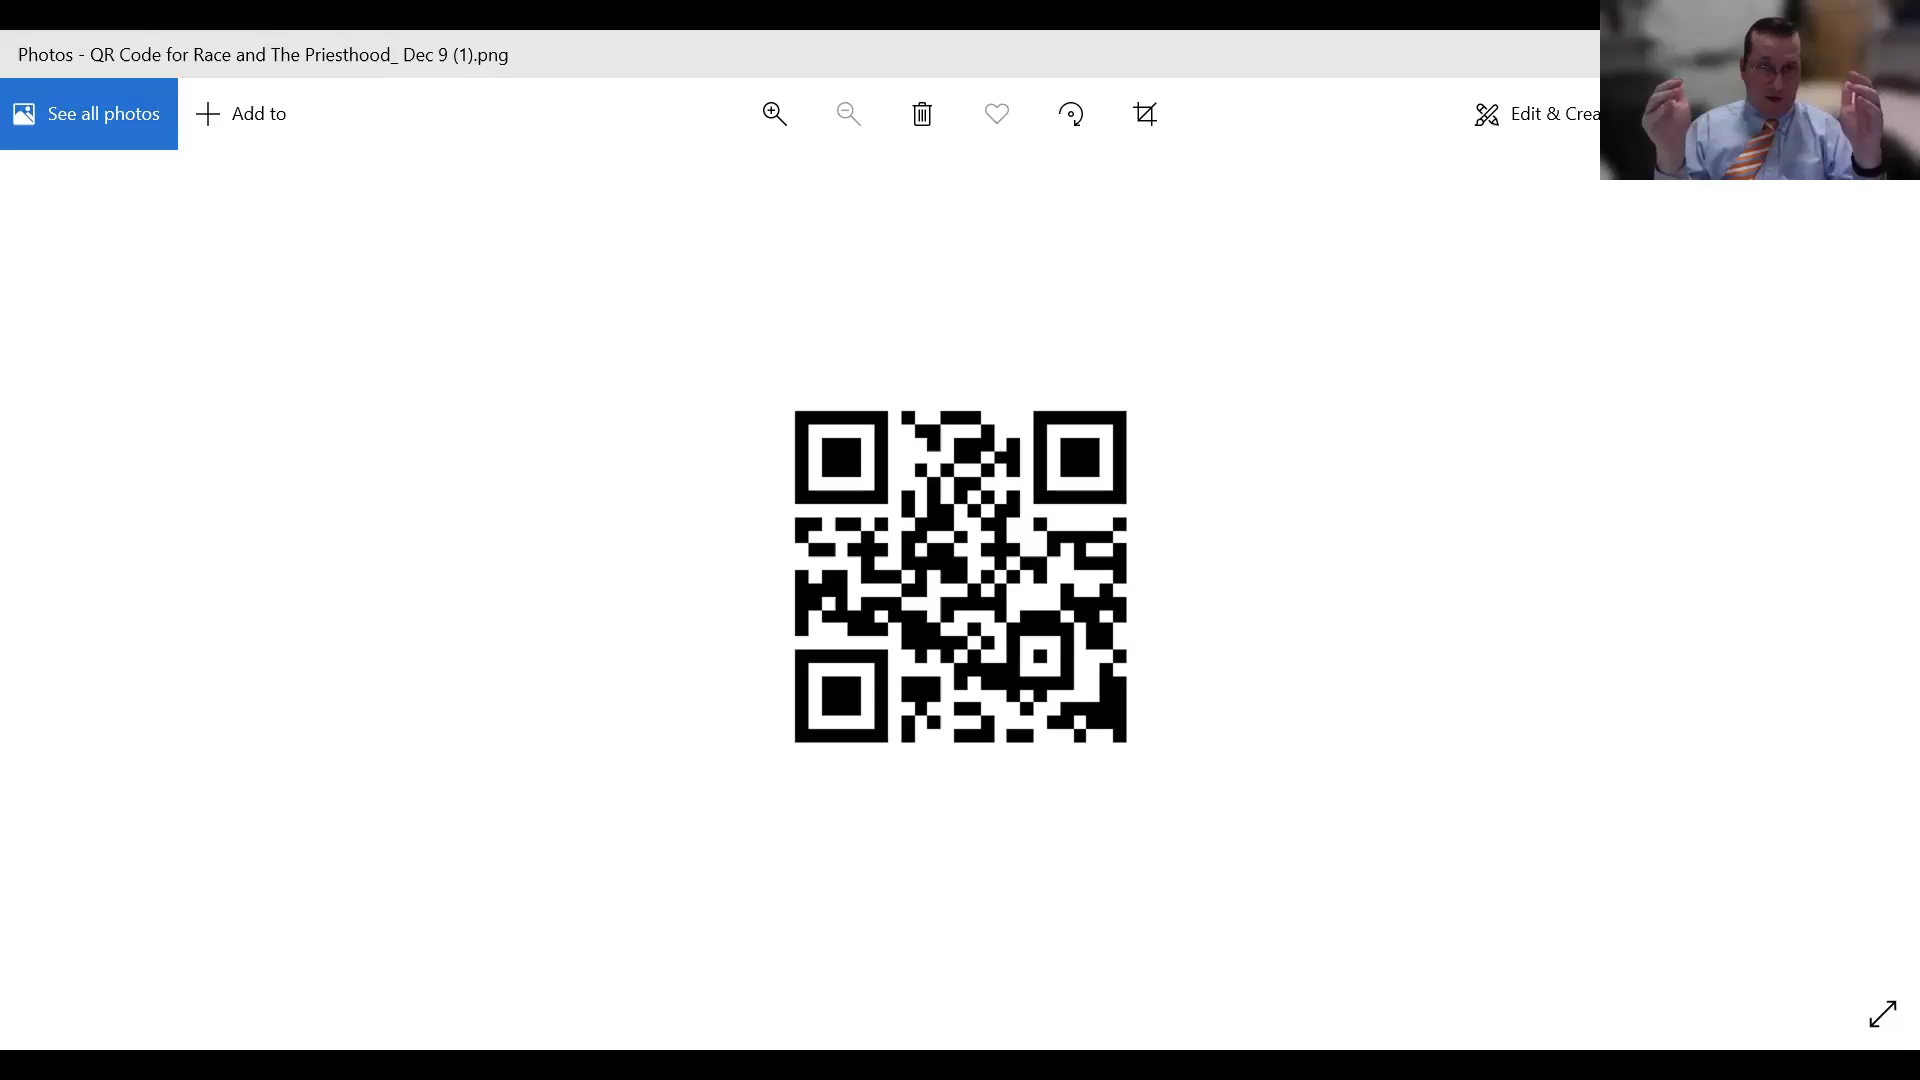 Photos - QR Code for Race and The Priesthood_ Dec 9 (1).png
See all photos
Add to
Edit & Crea